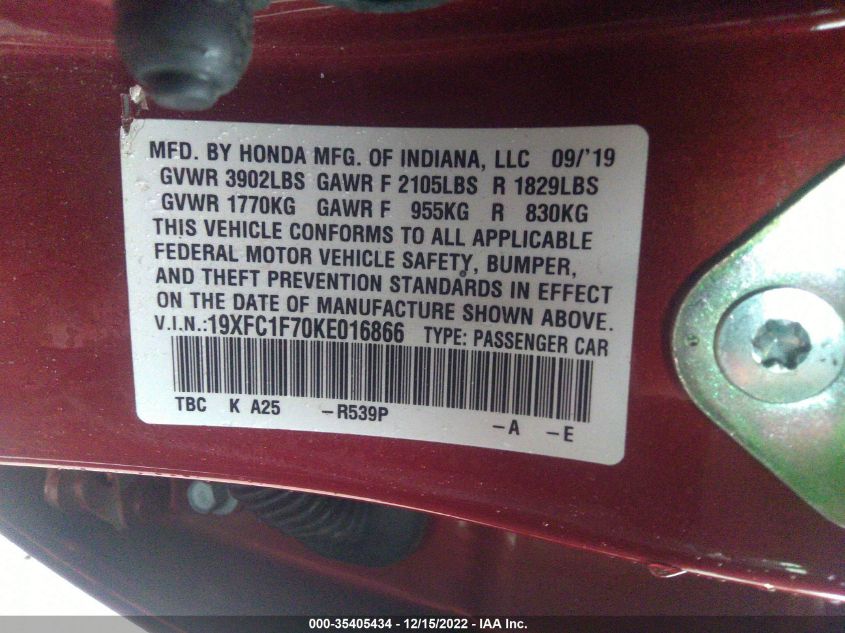 MFD. BY HONDA MFG. OF INDIANA, LLC 09/'19
GVWR 3902LBS GAWR F 2105LBS R 1829LBS
GVWR 1770KG GAWR F 955KG R 830KG
THIS VEHICLE CONFORMS TO ALL APPLICABLE
FEDERAL MOTOR VEHICLE SAFETY, BUMPER,
AND THEFT PREVENTION STANDARDS IN EFFECT
ON THE DATE OF MANUFACTURE SHOWN ABOVE.
V.I.N.:19XFC1F70KE016866 TYPE: PASSENGER CAR
TBC K A25 -R539P
-A -E
000-35405434 - 12/15/2022 - IAA Inc.